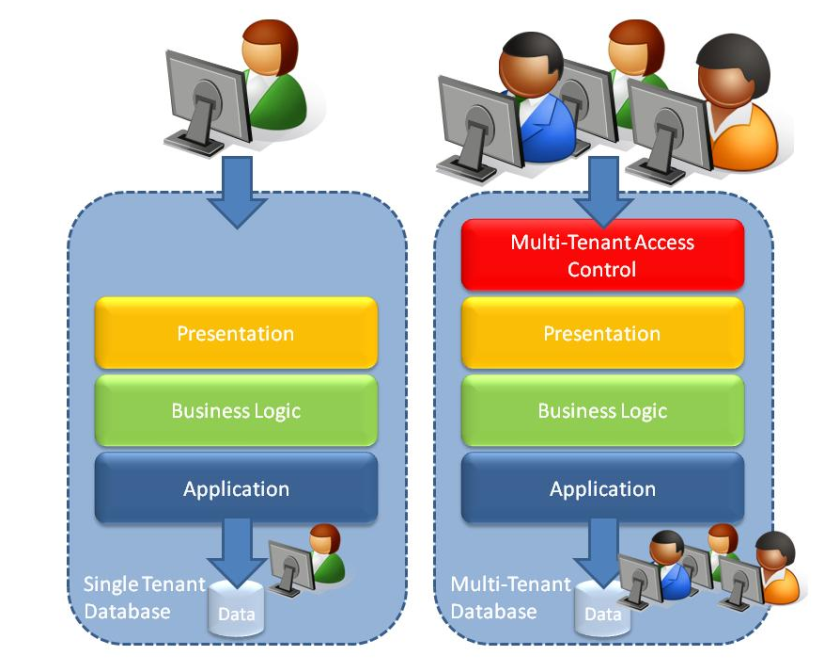 Presentation
Business Logic
Application
Single Tenant
Database
Data
Multi-Tenant Access
Control
Presentation
Business Logic
Application
Multi-Tenant
Database
Data